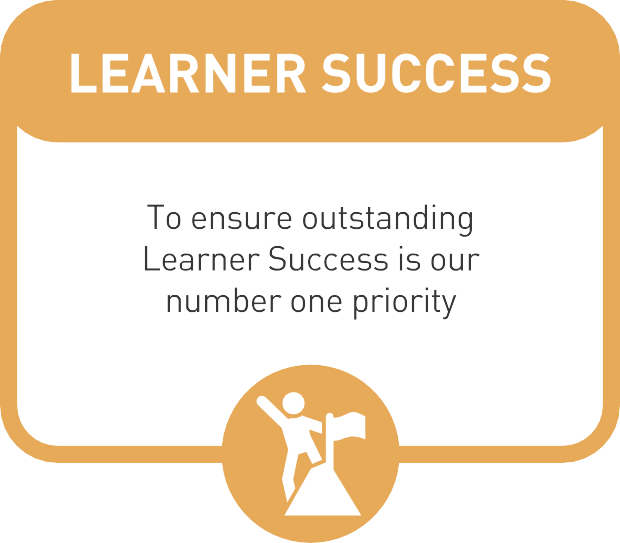 LEARNER SUCCESS
To ensure outstanding
Learner Success is our
number one priority